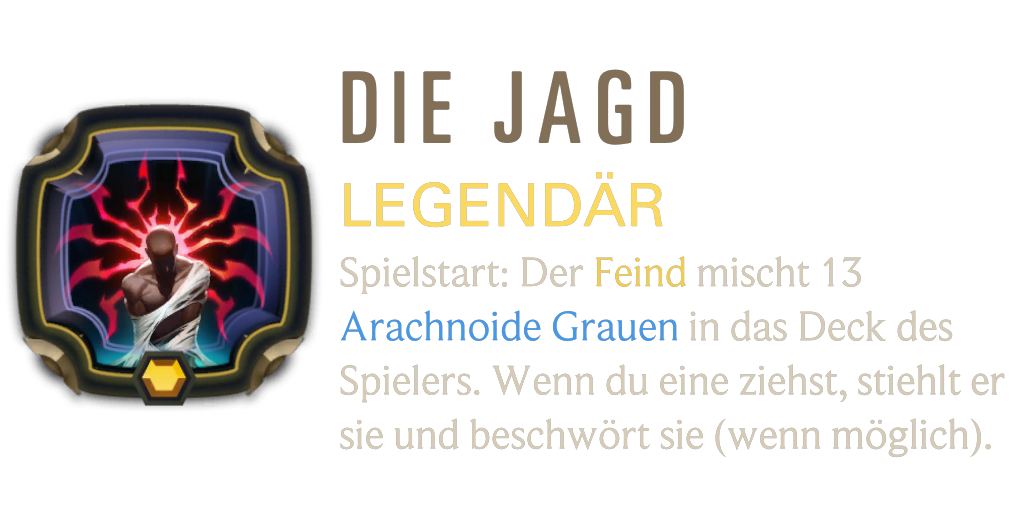 DIE JAGD
LEGENDÄR
Spielstart: Der Feind mischt 13
Arachnoide Grauen in das Deck des
Spielers. Wenn du eine ziehst, stiehlt er
sie und beschwört sie (wenn möglich).